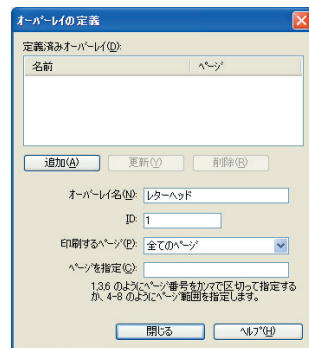 オーバーレイの定義
定義済みオーバーレイ(D):
名前 ページ
追加(A) 更新(Y) 削除(R)
オーバーレイ名(N): レターヘッド
ID: 1
印刷するページ(P): 全てのページ
ページを指定(C):
1,3,6 のようにページ番号をカンマで区切って指定する
か、4-8 のようにページ範囲を指定します。
閉じる ヘルプ(H)